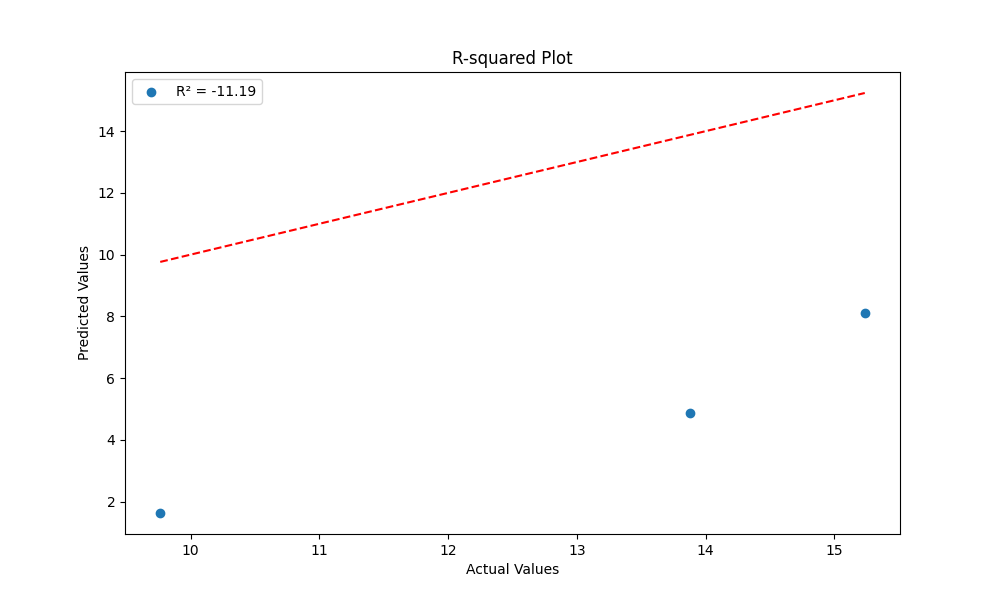 R-squared Plot
R² = -11.19
14
12
10
8
6
4
2
Predicted Values
10 11 12 13 14 15
Actual Values